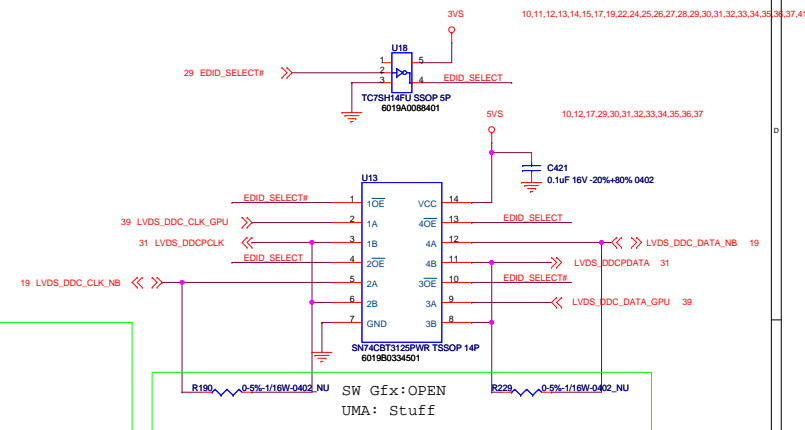 3VS
10,11,12,13,14,15,17,19,22,24,25,26,27,28,29,30,31,32,33,34,35,36,37,41
U18
29 EDID_SELECT#
1
2
3
5
4
EDID_SELECT
TC7SH14FU SSOP 5P
6019A0088401
5VS
10,12,17,29,30,31,32,33,34,35,36,37
D
C421
0.1uF 16V -20%+80% 0402
U13
EDID_SELECT# 1 1OE VCC 14
39 LVDS_DDC_CLK_GPU 2 1A 4OE 13 EDID_SELECT
31 LVDS_DDCPCLK 3 1B 4A 12 LVDS_DDC_DATA_NB 19
EDID_SELECT 4 2OE 4B 11 LVDS_DDCPDATA 31
19 LVDS_DDC_CLK_NB 5 2A 3OE 10 EDID_SELECT#
6 2B 3A 9 LVDS_DDC_DATA_GPU 39
7 GND 3B 8
SN74CBT3125PWR TSSOP 14P
6019B0334501
R190 0-5%-1/16W-0402_NU
R229 0-5%-1/16W-0402_NU
SW Gfx:OPEN
UMA: Stuff